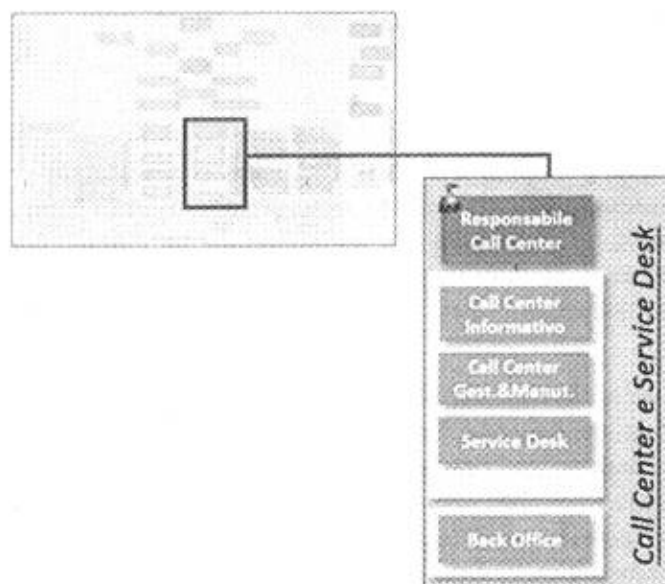 Responsabile
Call Center
Call Center
Informativo
Call Center
Gest.&Manut.
Service Desk
Back Office
Call Center e Service Desk